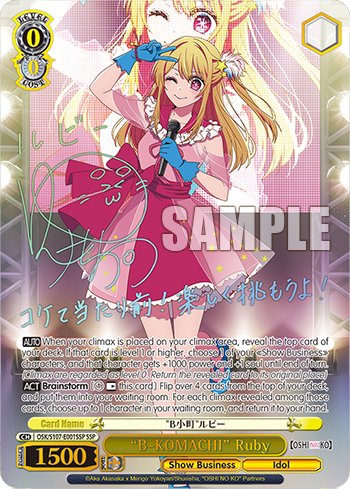 LEVEL
0
0
COST
ルビー
SAMPLE
コケて当たり前!楽しく挑もうよ!
AUTO When your climax is placed on your climax area, reveal the top card of
your deck. If that card is level 1 or higher, choose of your «Show Business»
characters, and that character gets +1000 power and +1 soul until end of turn.
(Climax are regarded as level 0. Return the revealed card to its original place)
ACT Brainstorm [ this card] Flip over 4 cards from the top of your deck,
and put them into your waiting room. For each climax revealed among those
cards, choose up to 1 character in your waiting room, and return it to your hand.
Card Name
"B小町"ルビー
CH OSK/S107-E001SSP SSP
POWER
1500
"B-KOMACHI" Ruby
【OSHI NO KO】
Show Business
Idol
©Aka Akasaka x Mengo Yokoyari/Shueisha, "OSHI NO KO" Partners